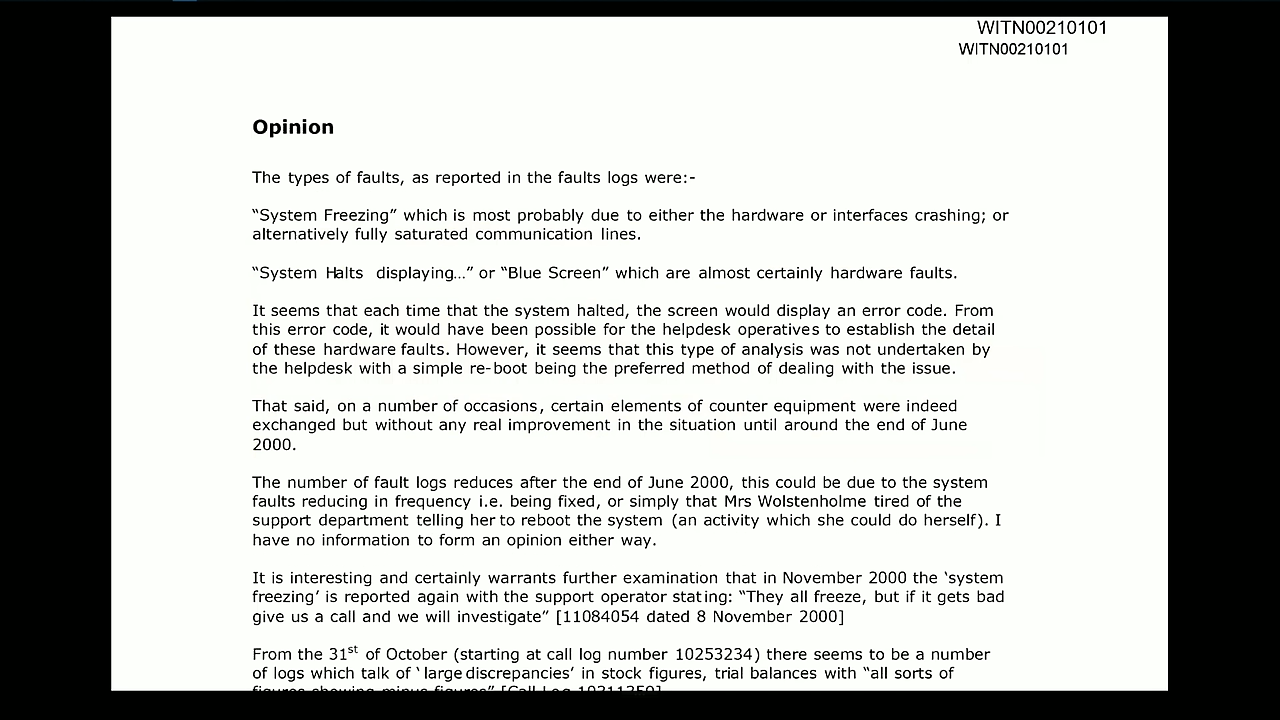 WITN00210101
WITN00210101
Opinion
The types of faults, as reported in the faults logs were:-
“System Freezing” which is most probably due to either the hardware or interfaces crashing; or
alternatively fully saturated communication lines.
“System Halts displaying…” or “Blue Screen” which are almost certainly hardware faults.
It seems that each time that the system halted, the screen would display an error code. From
this error code, it would have been possible for the helpdesk operatives to establish the detail
of these hardware faults. However, it seems that this type of analysis was not undertaken by
the helpdesk with a simple re-boot being the preferred method of dealing with the issue.
That said, on a number of occasions, certain elements of counter equipment were indeed
exchanged but without any real improvement in the situation until around the end of June
2000.
The number of fault logs reduces after the end of June 2000, this could be due to the system
faults reducing in frequency i.e. being fixed, or simply that Mrs Wolstenholme tired of the
support department telling her to reboot the system (an activity which she could do herself). I
have no information to form an opinion either way.
It is interesting and certainly warrants further examination that in November 2000 the ‘system
freezing’ is reported again with the support operator stating: “They all freeze, but if it gets bad
give us a call and we will investigate” [11084054 dated 8 November 2000]
From the 31st of October (starting at call log number 10253234) there seems to be a number
of logs which talk of ‘large discrepancies’ in stock figures, trial balances with “all sorts of
figures showing minus figures” [Call Log